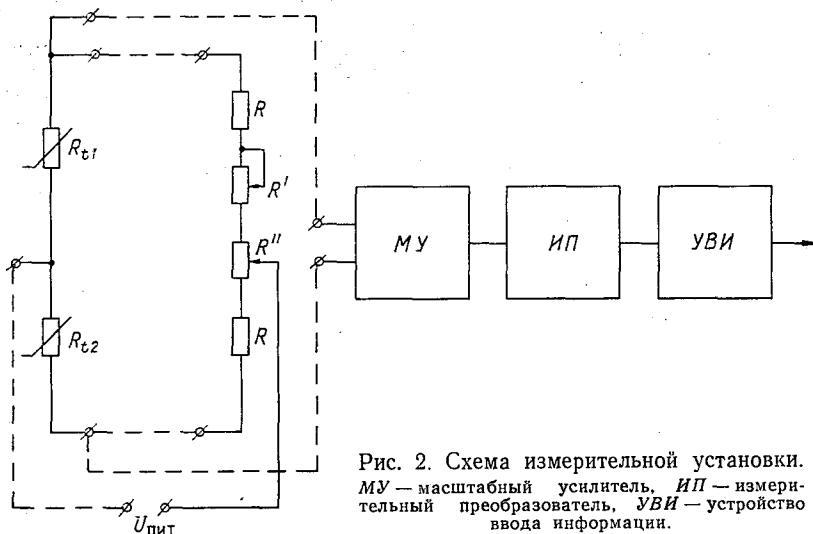 R
R_t1
R'
МУ
ИП
УВИ
R''
R_t2
R
U_пит
Рис. 2. Схема измерительной установки.
МУ — масштабный усилитель, ИП — измери-
тельный преобразователь, УВИ — устройство
ввода информации.